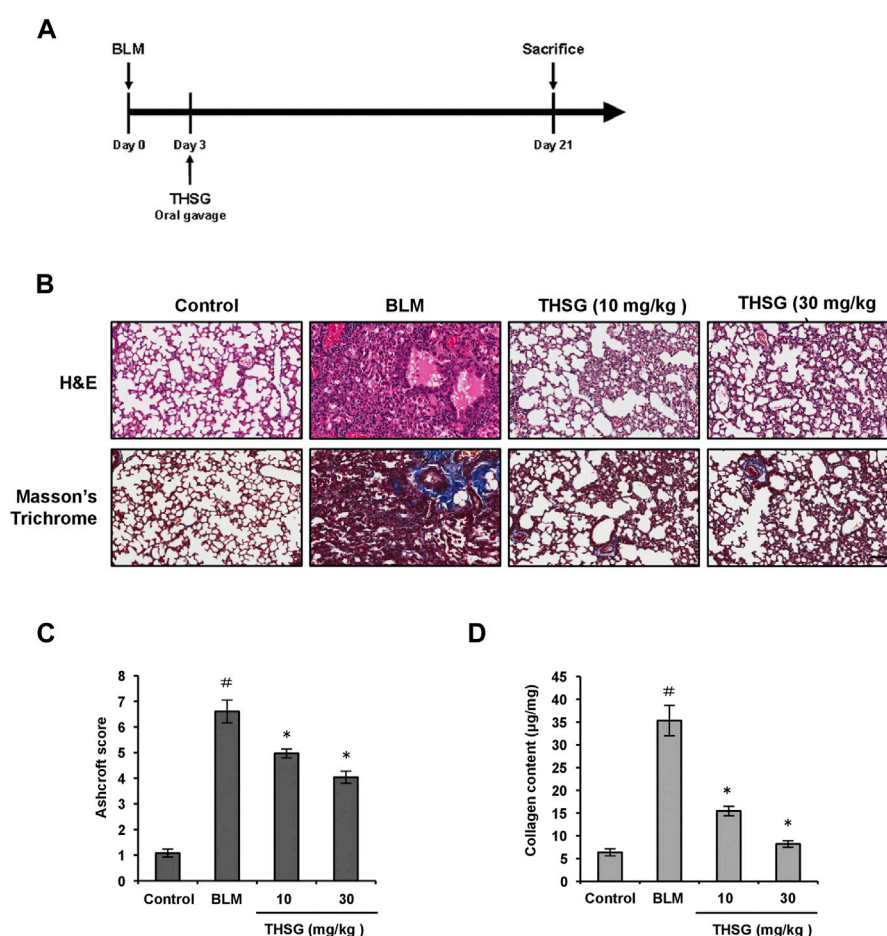 A
BLM
Sacrifice
Day 0
Day 3
Day 21
THSG
Oral gavage
B
Control
BLM
THSG (10 mg/kg )
THSG (30 mg/kg
H&E
Masson's
Trichrome
C
D
8
7
6
5
4
3
2
1
0
Ashcroft score
#
*
*
Control
BLM
10
30
THSG (mg/kg )
45
40
35
30
25
20
15
10
5
0
Collagen content (µg/mg)
#
*
*
Control
BLM
10
30
THSG (mg/kg )